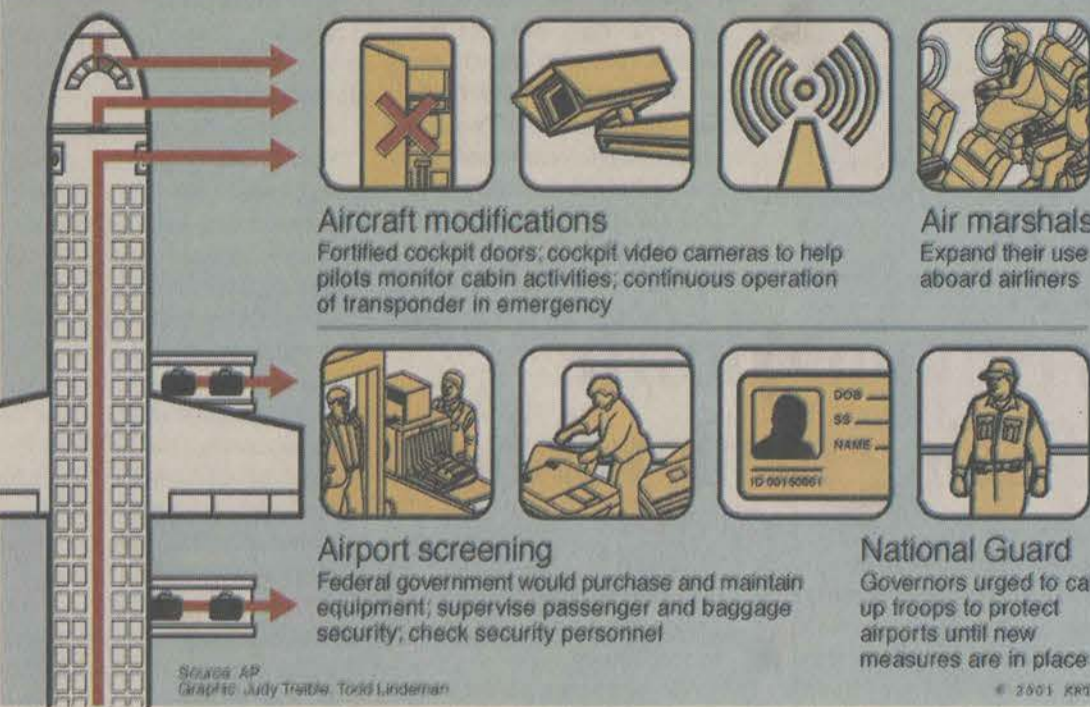 Aircraft modifications
Fortified cockpit doors; cockpit video cameras to help
pilots monitor cabin activities; continuous operation
of transponder in emergency
Air marshals
Expand their use
aboard airliners
DOB
SS
NAME
ID 00150061
Airport screening
Federal government would purchase and maintain
equipment; supervise passenger and baggage
security; check security personnel
National Guard
Governors urged to ca
up troops to protect
airports until new
measures are in place
Source: AP
Graphic: Judy Treible, Todd Lindeman
© 2001 KRT